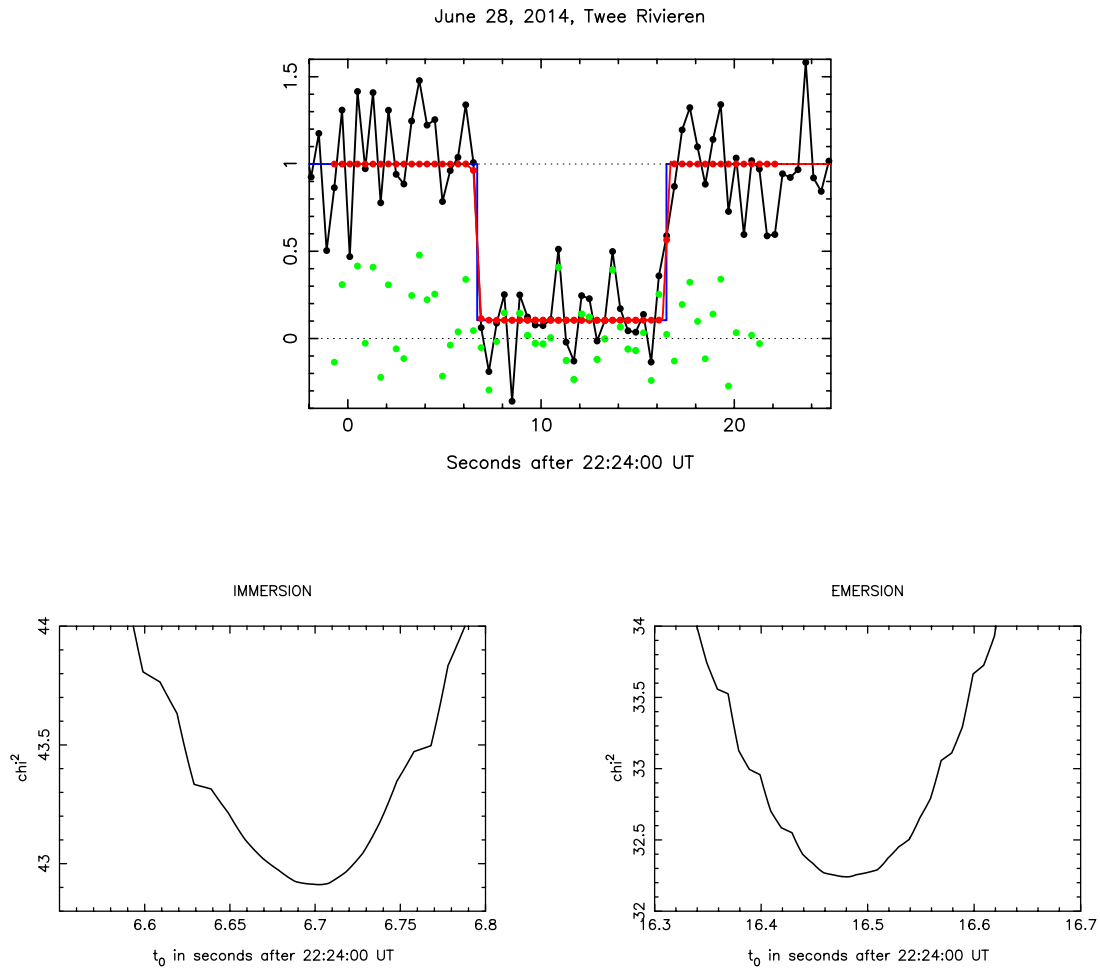 June 28, 2014, Twee Rivieren
1.5
1
0.5
0
0 10 20
Seconds after 22:24:00 UT
IMMERSION
44
43.5
43
chi²
6.6 6.65 6.7 6.75 6.8
t₀ in seconds after 22:24:00 UT
EMERSION
34
33.5
33
32.5
32
chi²
16.3 16.4 16.5 16.6 16.7
t₀ in seconds after 22:24:00 UT